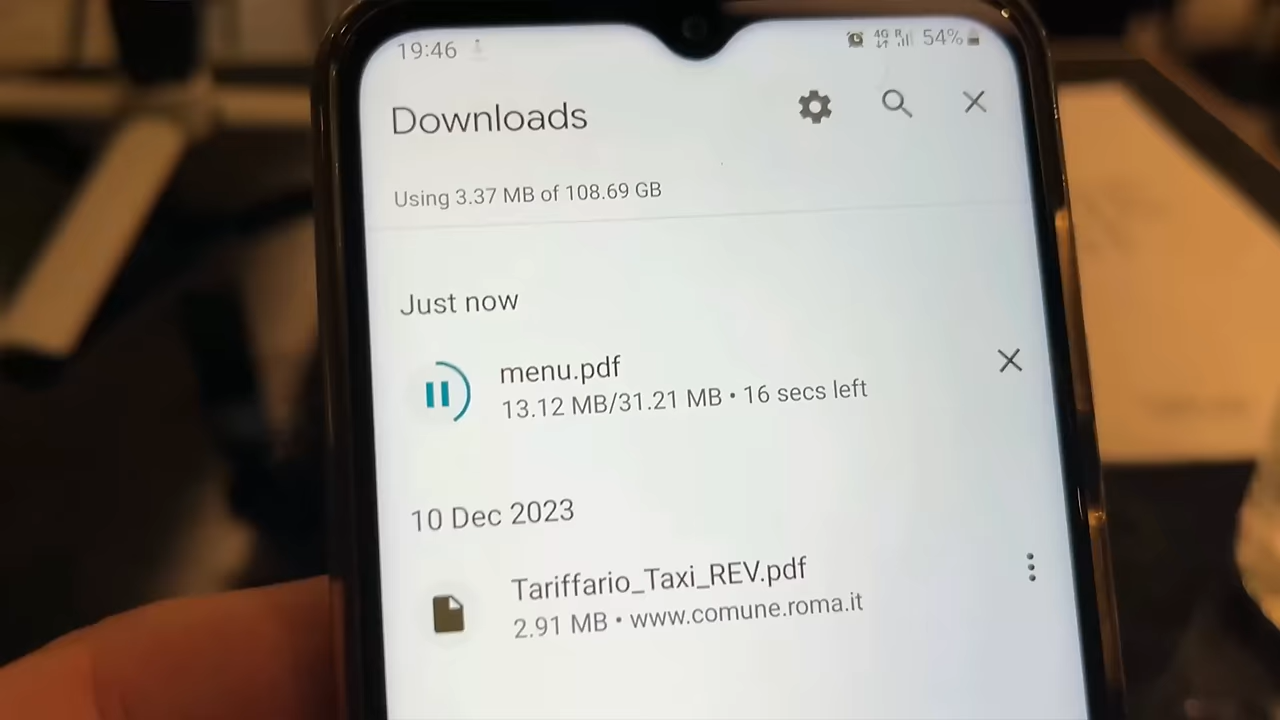 19:46 4G R 54%
Downloads
Using 3.37 MB of 108.69 GB
Just now
menu.pdf
13.12 MB/31.21 MB • 16 secs left
10 Dec 2023
Tariffario_Taxi_REV.pdf
2.91 MB • www.comune.roma.it